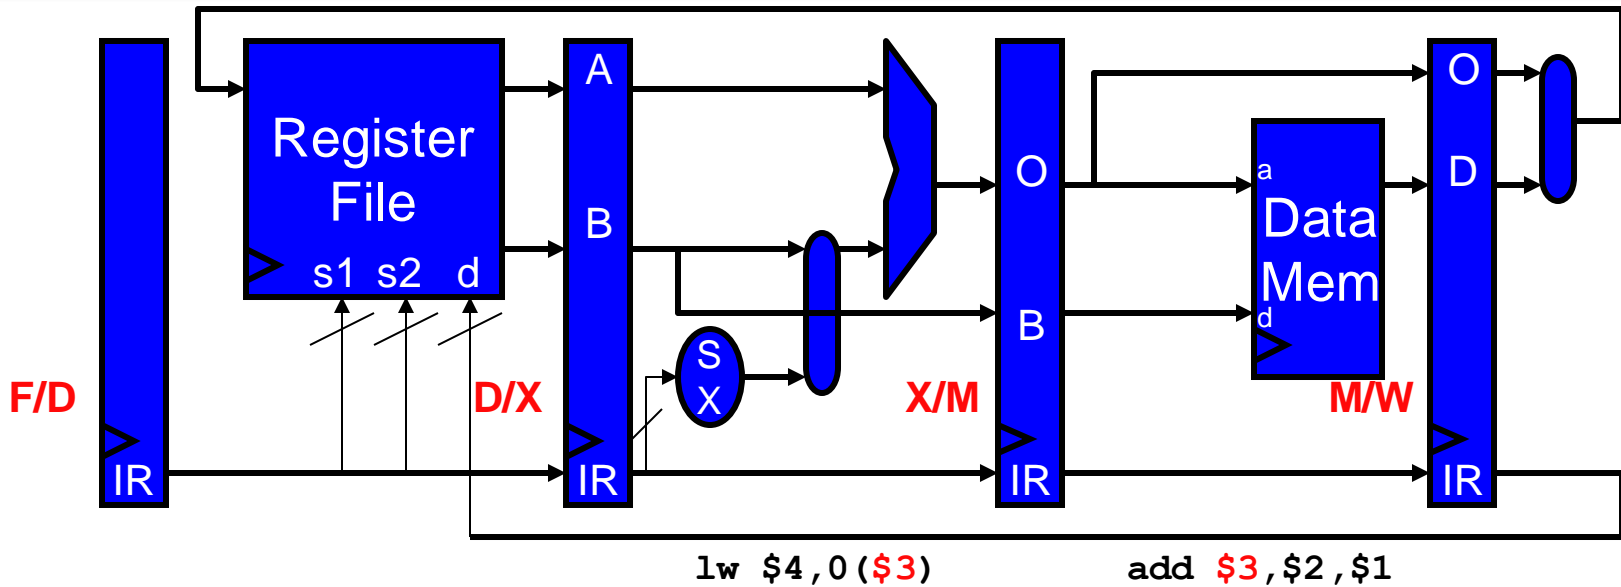 Register
File
s1 s2 d
A
B
IR
S
X
O
B
IR
a
Data
Mem
d
O
D
IR
F/D
IR
D/X
X/M
M/W
lw $4,0($3)
add $3,$2,$1